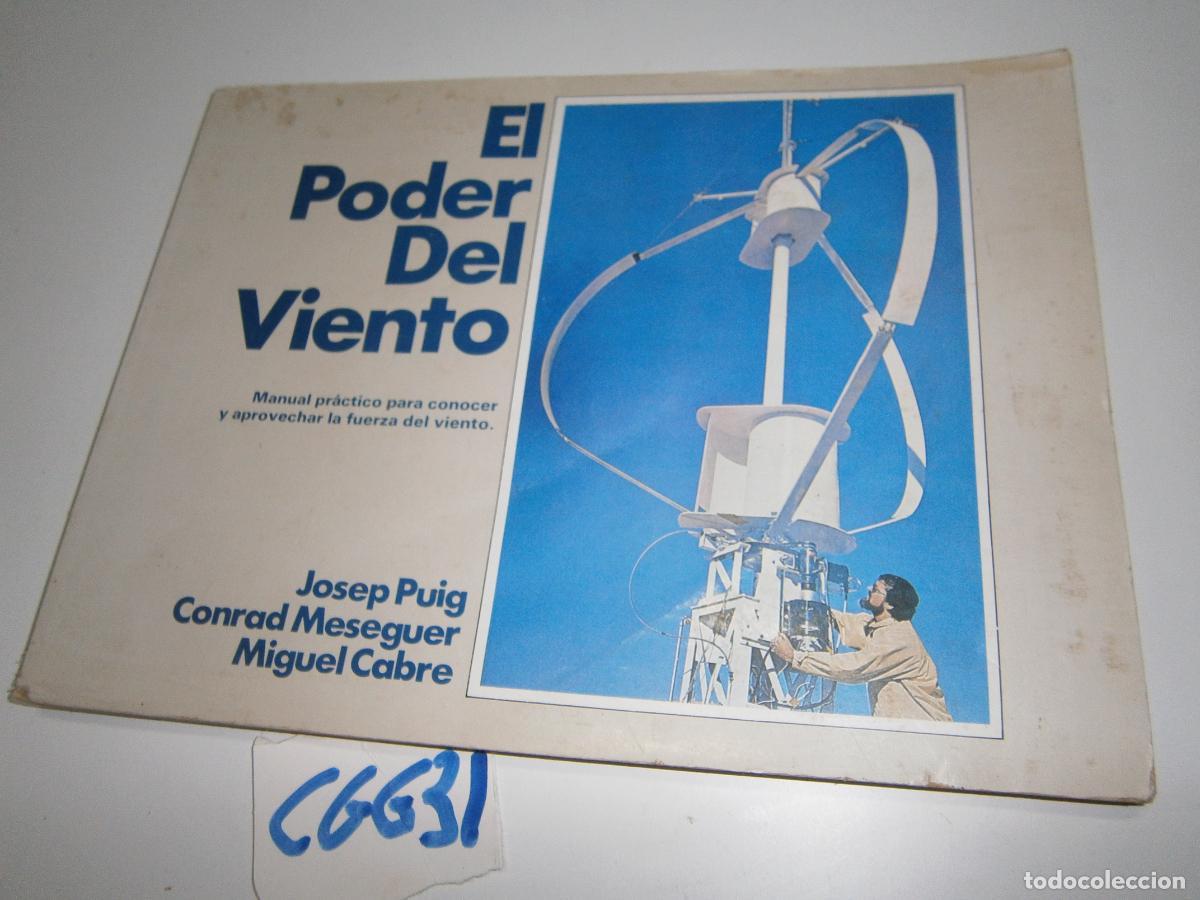 El
Poder
Del
Viento
Manual práctico para conocer
y aprovechar la fuerza del viento.
Josep Puig
Conrad Meseguer
Miguel Cabre
CGG31
todocoleccion